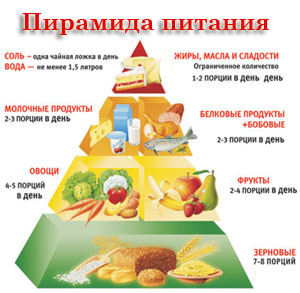 Пирамида питания
СОЛЬ – одна чайная ложка в день
ВОДА – не менее 1,5 литров
ЖИРЫ, МАСЛА И СЛАДОСТИ
Ограниченное количество
1-2 ПОРЦИИ В день день
МОЛОЧНЫЕ ПРОДУКТЫ
2-3 ПОРЦИИ В день
БЕЛКОВЫЕ ПРОДУКТЫ
+БОБОВЫЕ
2-3 ПОРЦИИ В день
ОВОЩИ
4-5 ПОРЦИЙ
в день
ФРУКТЫ
2-4 ПОРЦИИ В день
ЗЕРНОВЫЕ
7-8 ПОРЦИЙ